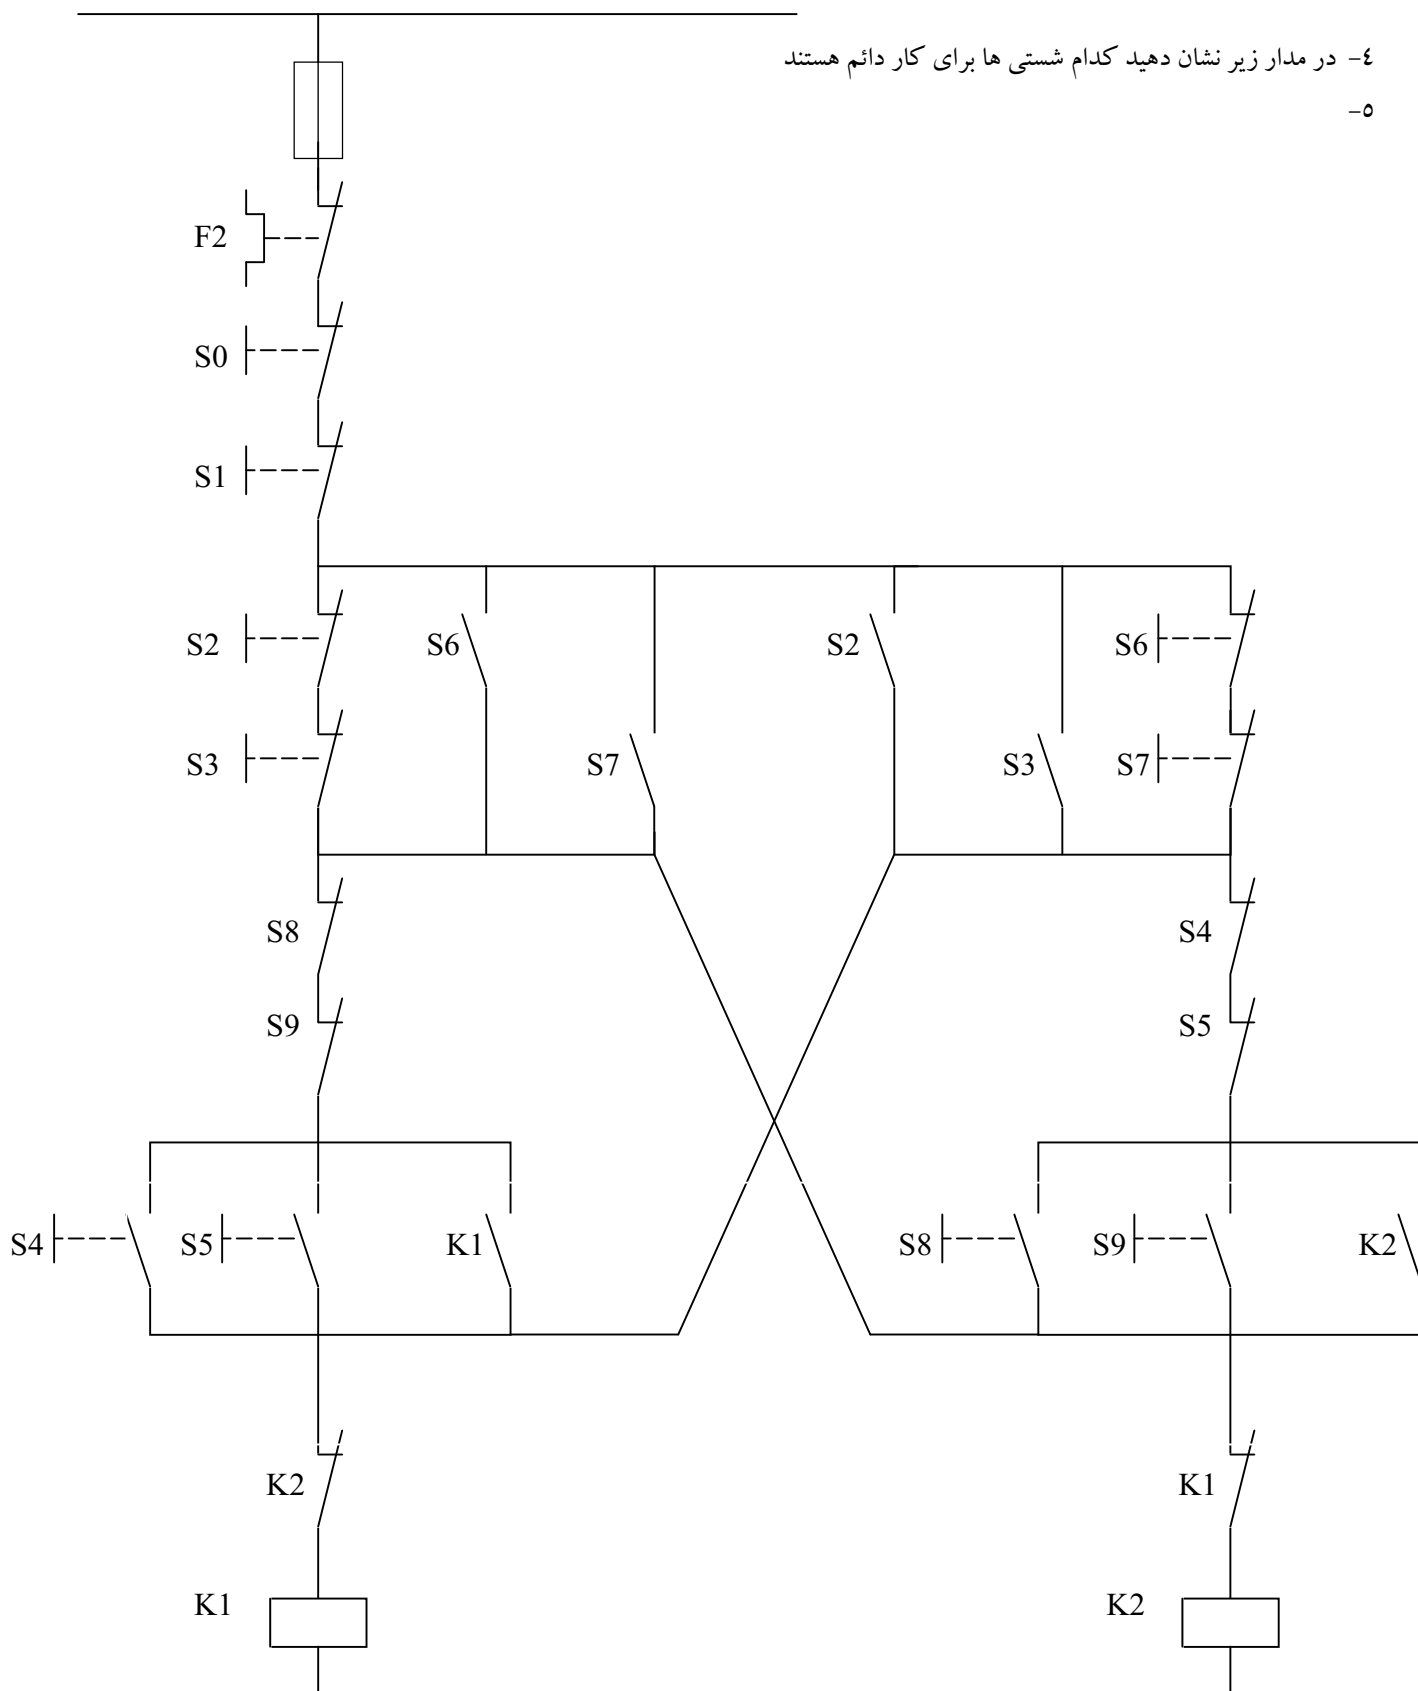 ٤- در مدار زیر نشان دهید کدام شستی ها برای کار دائم هستند
٥-
F2
S0
S1
S2 S6 S2 S6
S3 S7 S3 S7
S8 S4
S9 S5
S4 S5 K1 S8 S9 K2
K2 K1
K1 K2